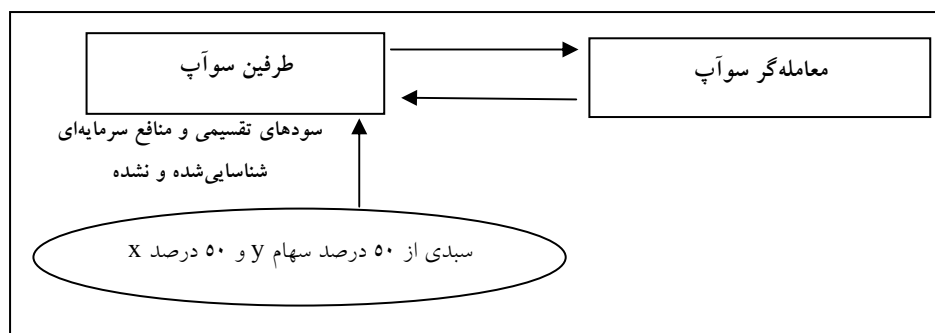 طرفین سوآپ
معامله‌گر سوآپ
سودهای تقسیمی و منافع سرمایه‌ای
شناسایی‌شده و نشده
سبدی از ۵۰ درصد سهام y و ۵۰ درصد x